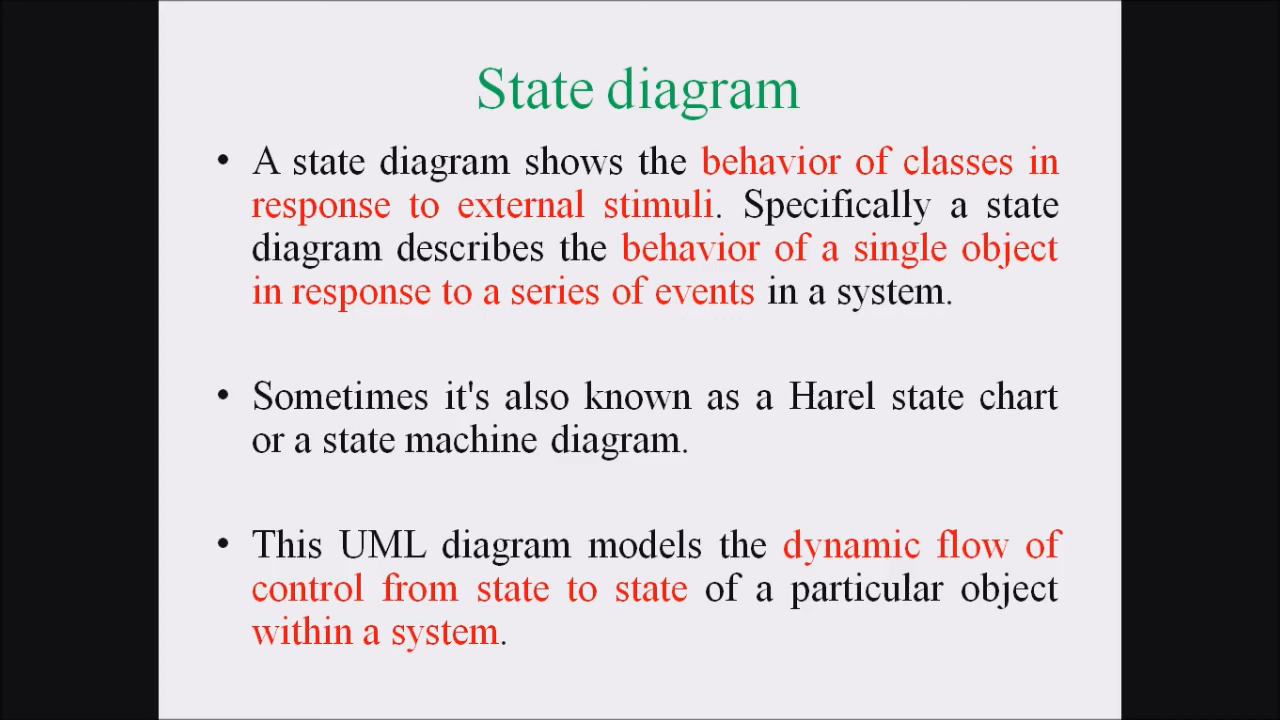 State diagram
• A state diagram shows the behavior of classes in
response to external stimuli. Specifically a state
diagram describes the behavior of a single object
in response to a series of events in a system.
• Sometimes it's also known as a Harel state chart
or a state machine diagram.
• This UML diagram models the dynamic flow of
control from state to state of a particular object
within a system.